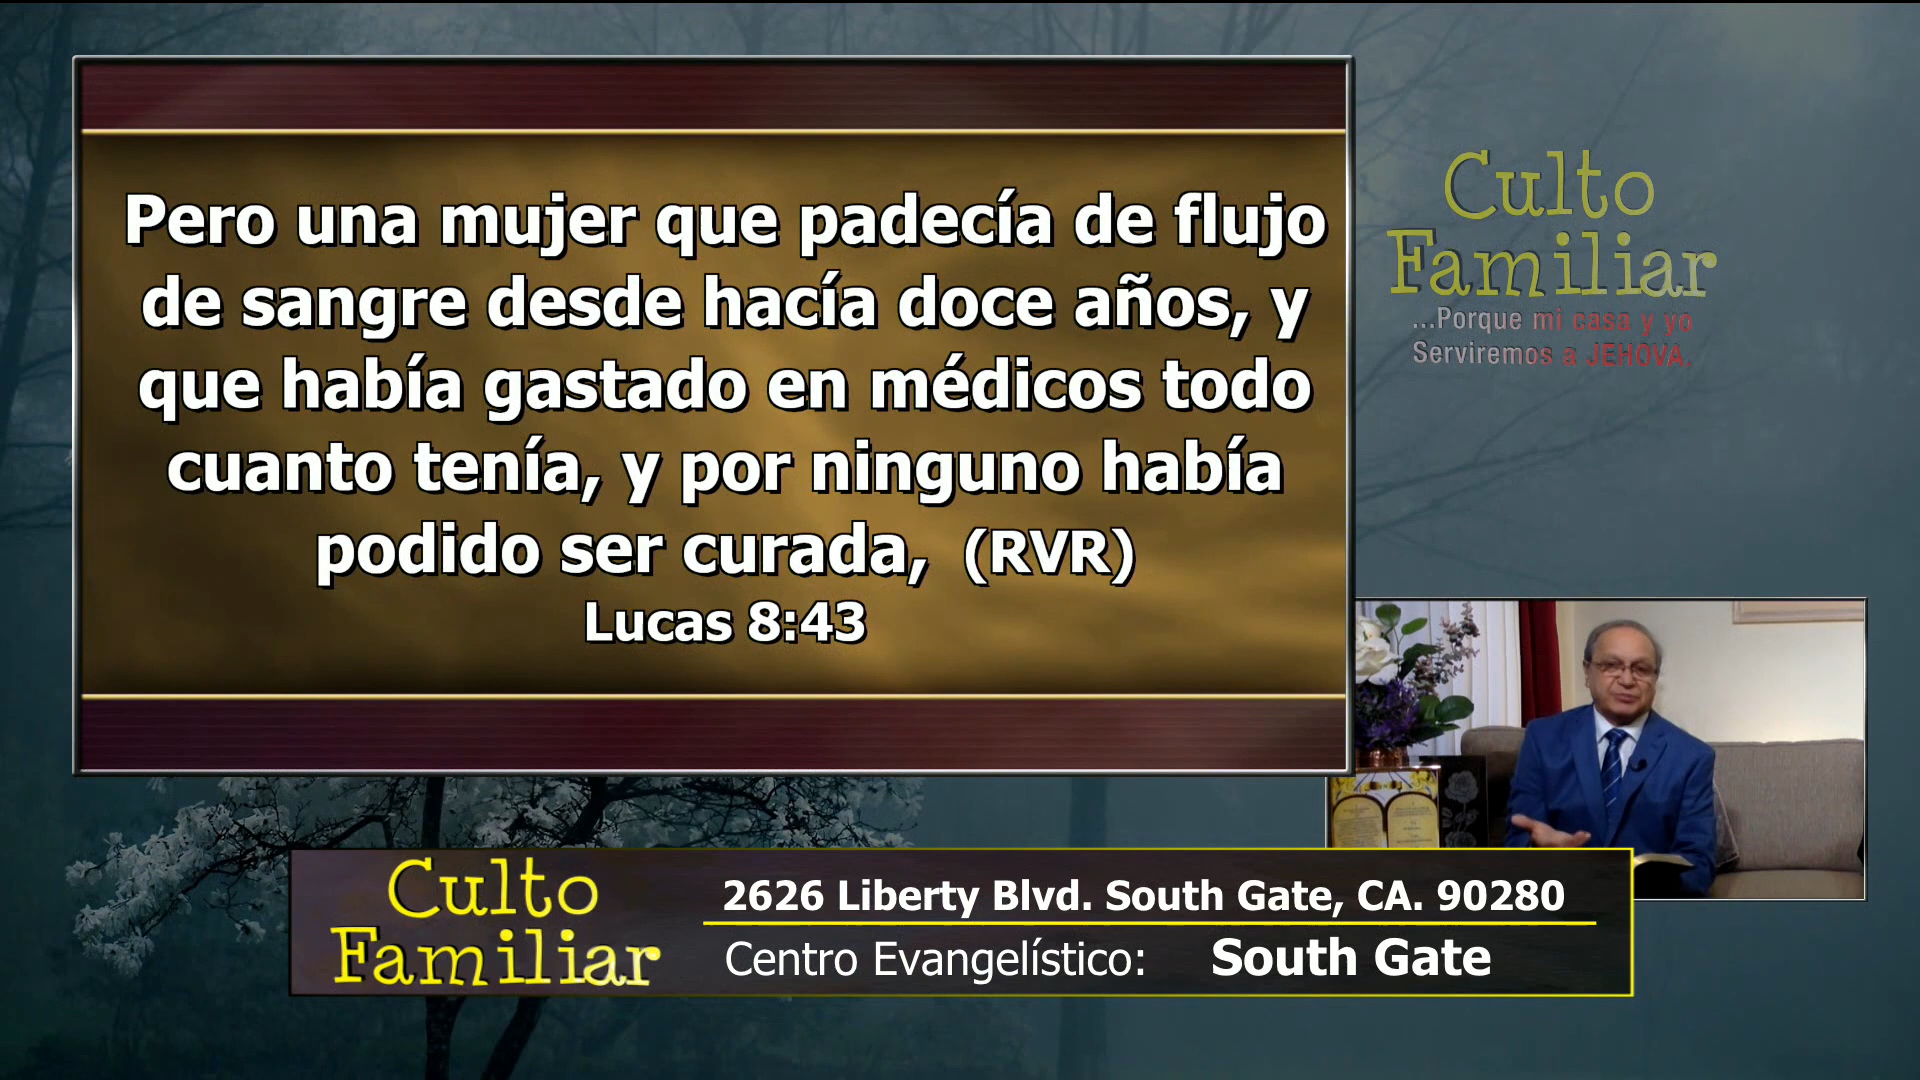 Pero una mujer que padecía de flujo
de sangre desde hacía doce años, y
que había gastado en médicos todo
cuanto tenía, y por ninguno había
podido ser curada, (RVR)
Lucas 8:43
Culto
Familiar
...Porque mi casa y yo
Serviremos a JEHOVA.
Culto
Familiar
2626 Liberty Blvd. South Gate, CA. 90280
Centro Evangelístico: South Gate